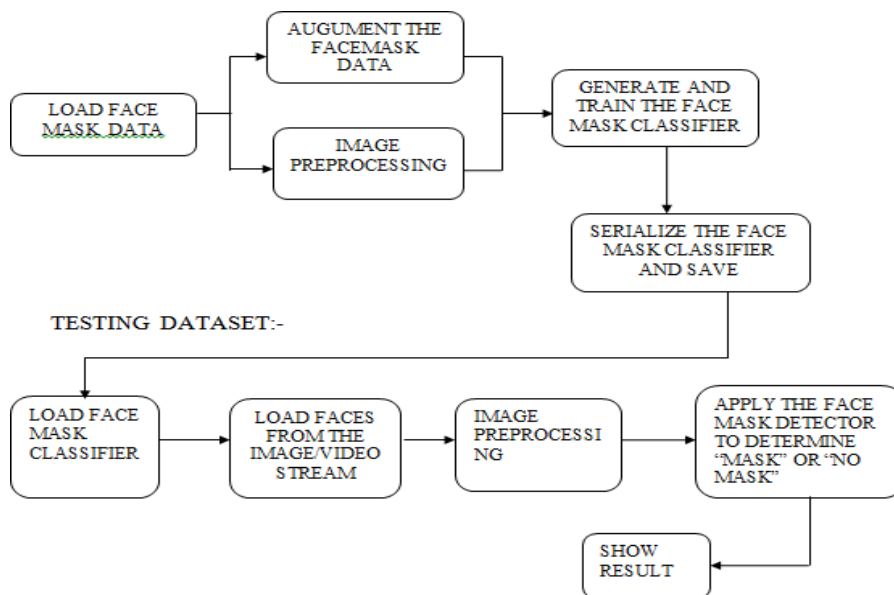 AUGUMENT THE
FACEMASK
DATA
LOAD FACE
MASK DATA
IMAGE
PREPROCESSING
GENERATE AND
TRAIN THE FACE
MASK CLASSIFIER
SERIALIZE THE FACE
MASK CLASSIFIER
AND SAVE
TESTING DATASET:-
LOAD FACE
MASK
CLASSIFIER
LOAD FACES
FROM THE
IMAGE/VIDEO
STREAM
IMAGE
PREPROCESSI
NG
APPLY THE FACE
MASK DETECTOR
TO DETERMINE
“MASK” OR “NO
MASK”
SHOW
RESULT